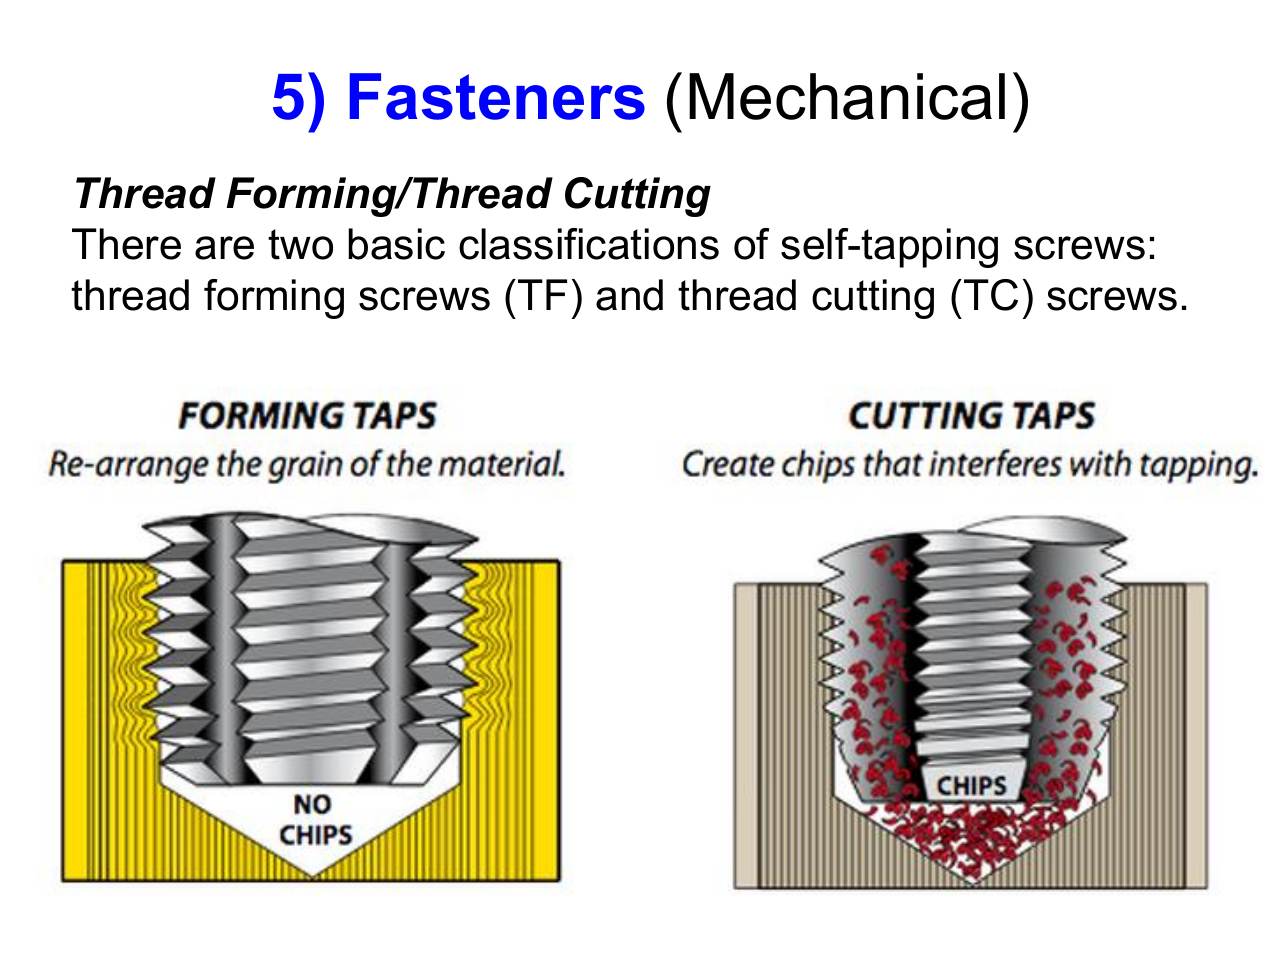 5) Fasteners (Mechanical)
Thread Forming/Thread Cutting
There are two basic classifications of self-tapping screws:
thread forming screws (TF) and thread cutting (TC) screws.
FORMING TAPS
Re-arrange the grain of the material.
NO
CHIPS
CUTTING TAPS
Create chips that interferes with tapping.
CHIPS